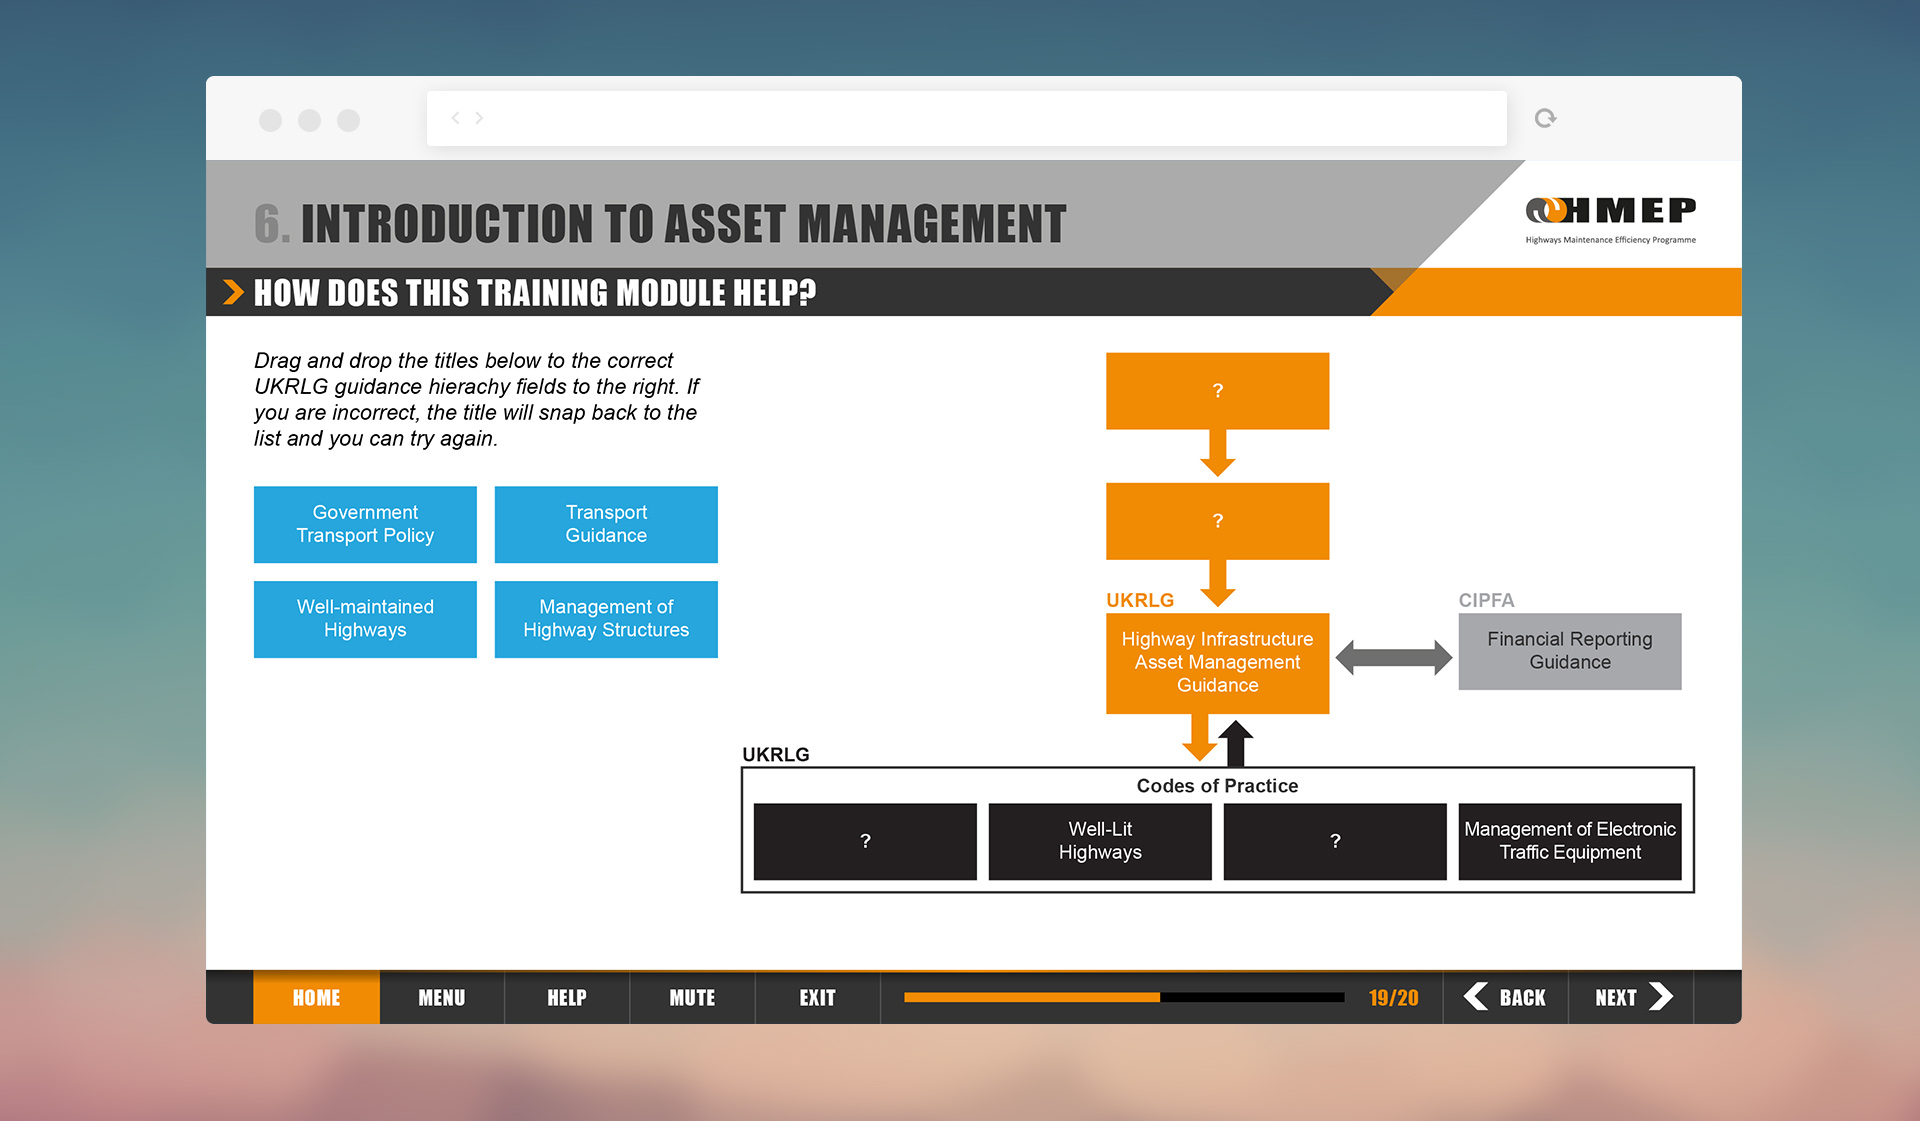 6. INTRODUCTION TO ASSET MANAGEMENT
HMEP
Highways Maintenance Efficiency Programme
HOW DOES THIS TRAINING MODULE HELP?
Drag and drop the titles below to the correct
UKRLG guidance hierachy fields to the right. If
you are incorrect, the title will snap back to the
list and you can try again.
Government
Transport Policy
Transport
Guidance
Well-maintained
Highways
Management of
Highway Structures
?
?
UKRLG
Highway Infrastructure
Asset Management
Guidance
CIPFA
Financial Reporting
Guidance
UKRLG
Codes of Practice
?
Well-Lit
Highways
?
Management of Electronic
Traffic Equipment
HOME
MENU
HELP
MUTE
EXIT
19/20
BACK
NEXT